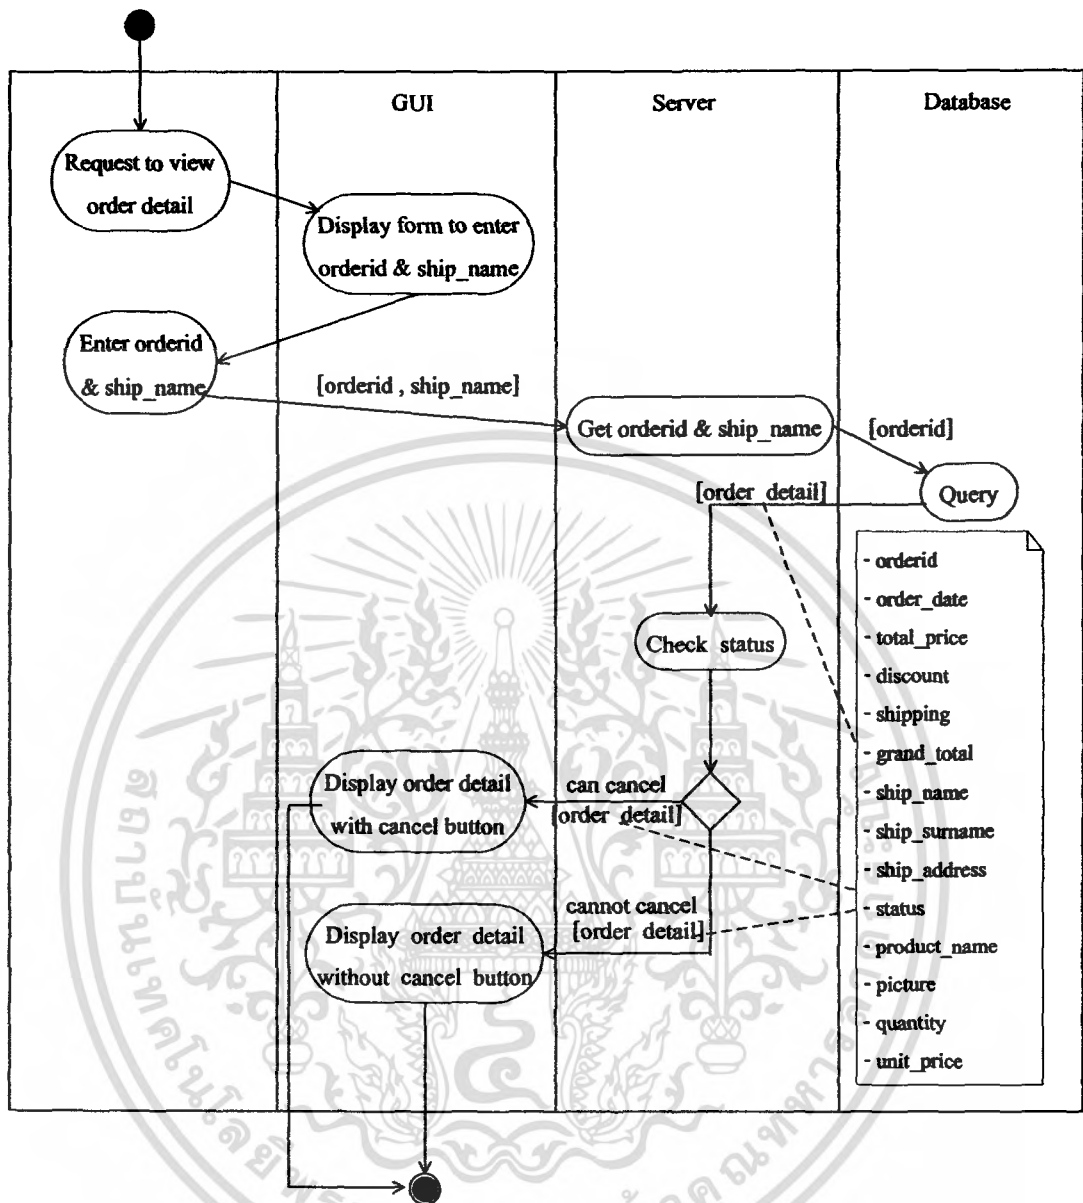 GUI
Server
Database
Request to view
order detail
Display form to enter
orderid & ship_name
Enter orderid
& ship_name
[orderid , ship_name]
Get orderid & ship_name
[orderid]
Query
[order detail]
- orderid
- order_date
- total_price
- discount
- shipping
- grand_total
- ship_name
- ship_surname
- ship_address
- status
- product_name
- picture
- quantity
- unit_price
Check status
can cancel
[order detail]
Display order detail
with cancel button
cannot cancel
[order detail]
Display order detail
without cancel button